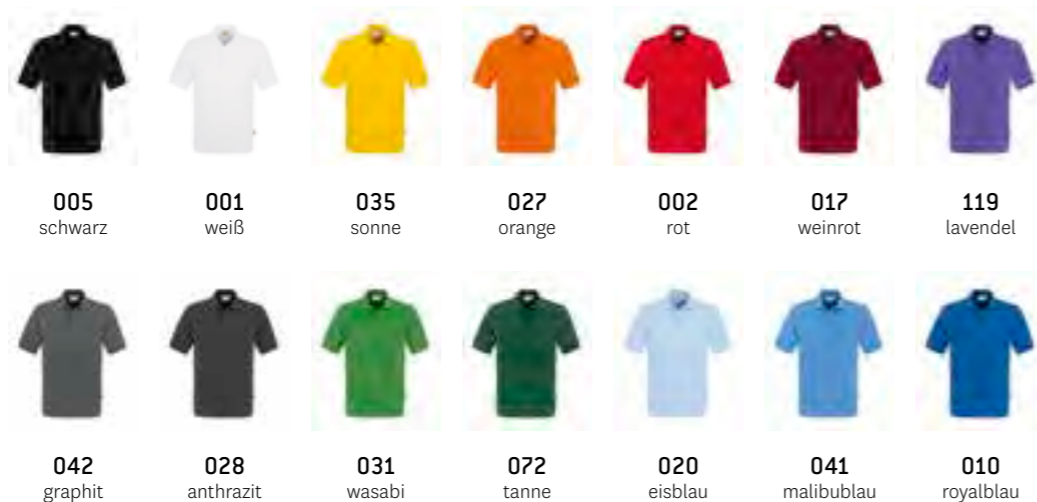 005 001 035 027 002 017 119
schwarz weiß sonne orange rot weinrot lavendel
042 028 031 072 020 041 010
graphit anthrazit wasabi tanne eisblau malibublau royalblau